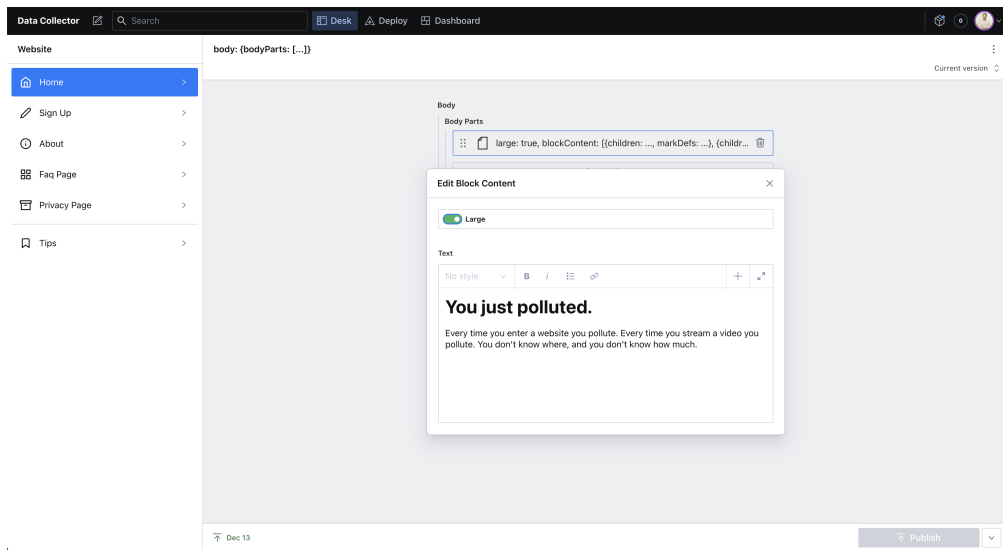 Data Collector
Search
Desk
Deploy
Dashboard
0
Website
Home
Sign Up
About
Faq Page
Privacy Page
Tips
body: {bodyParts: [...]}
Current version
Body
Body Parts
large: true, blockContent: [{children: ..., markDefs: ...}, {childr...
Edit Block Content
Large
Text
No style
B i
You just polluted.
Every time you enter a website you pollute. Every time you stream a video you
pollute. You don't know where, and you don't know how much.
Dec 13
Publish